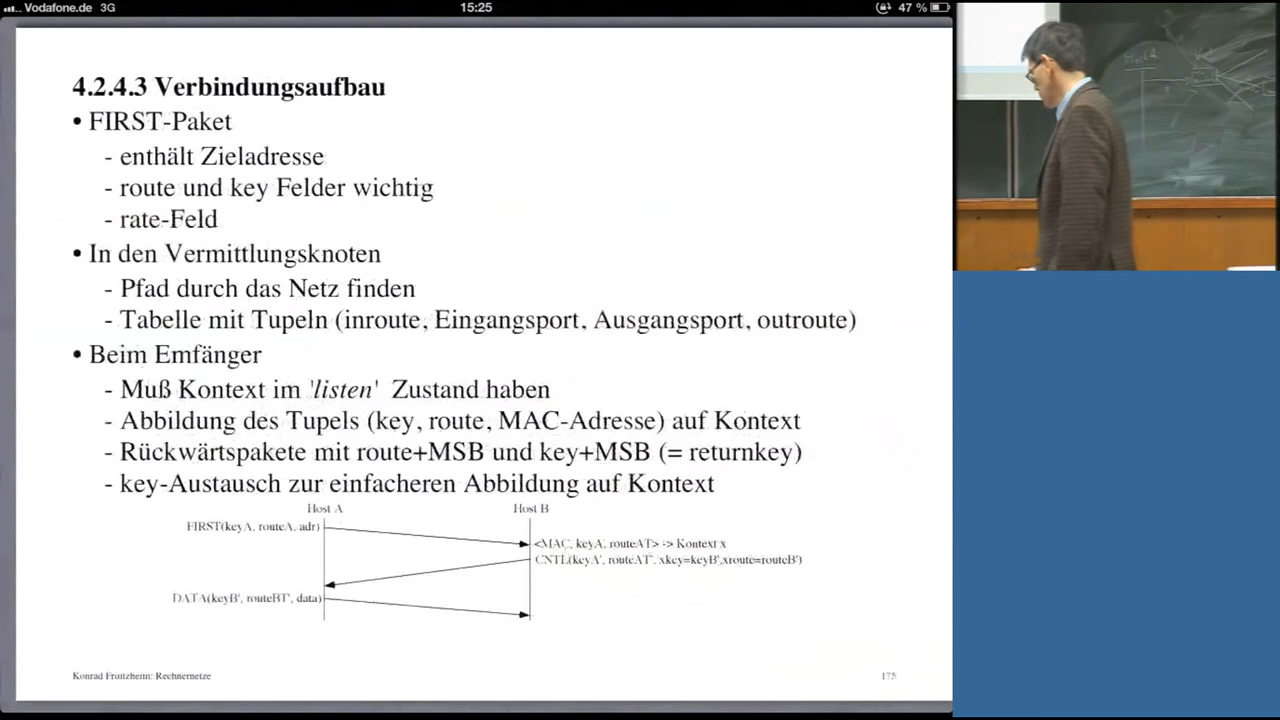 Vodafone.de 3G 15:25 47 %
4.2.4.3 Verbindungsaufbau
• FIRST-Paket
- enthält Zieladresse
- route und key Felder wichtig
- rate-Feld
• In den Vermittlungsknoten
- Pfad durch das Netz finden
- Tabelle mit Tupeln (inroute, Eingangsport, Ausgangsport, outroute)
• Beim Emfänger
- Muß Kontext im 'listen' Zustand haben
- Abbildung des Tupels (key, route, MAC-Adresse) auf Kontext
- Rückwärtspakete mit route+MSB und key+MSB (= returnkey)
- key-Austausch zur einfacheren Abbildung auf Kontext
Host A Host B
FIRST(keyA, routeA, adr)
<MAC, keyA, routeAT> -> Kontext x
CNTL(keyA', routeAT', xkey=keyB',xroute=routeB')
DATA(keyB', routeBT', data)
Konrad Froitzheim: Rechnernetze 175